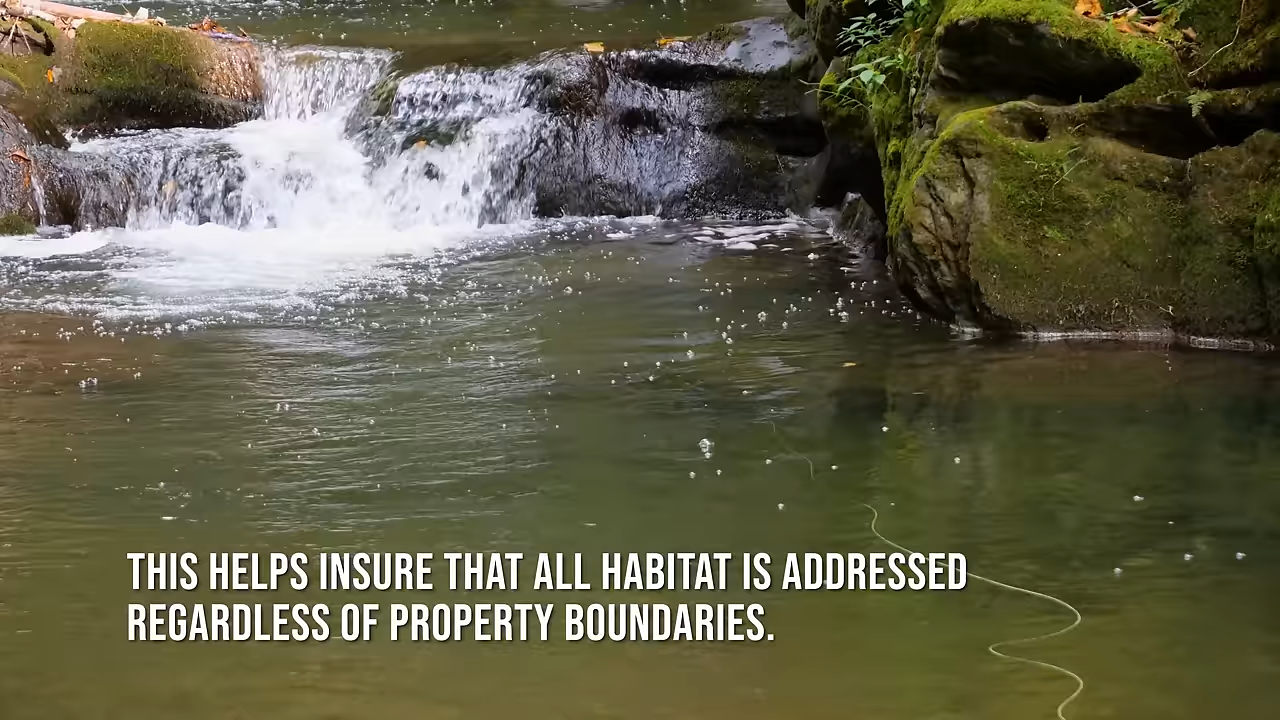 THIS HELPS INSURE THAT ALL HABITAT IS ADDRESSED
REGARDLESS OF PROPERTY BOUNDARIES.